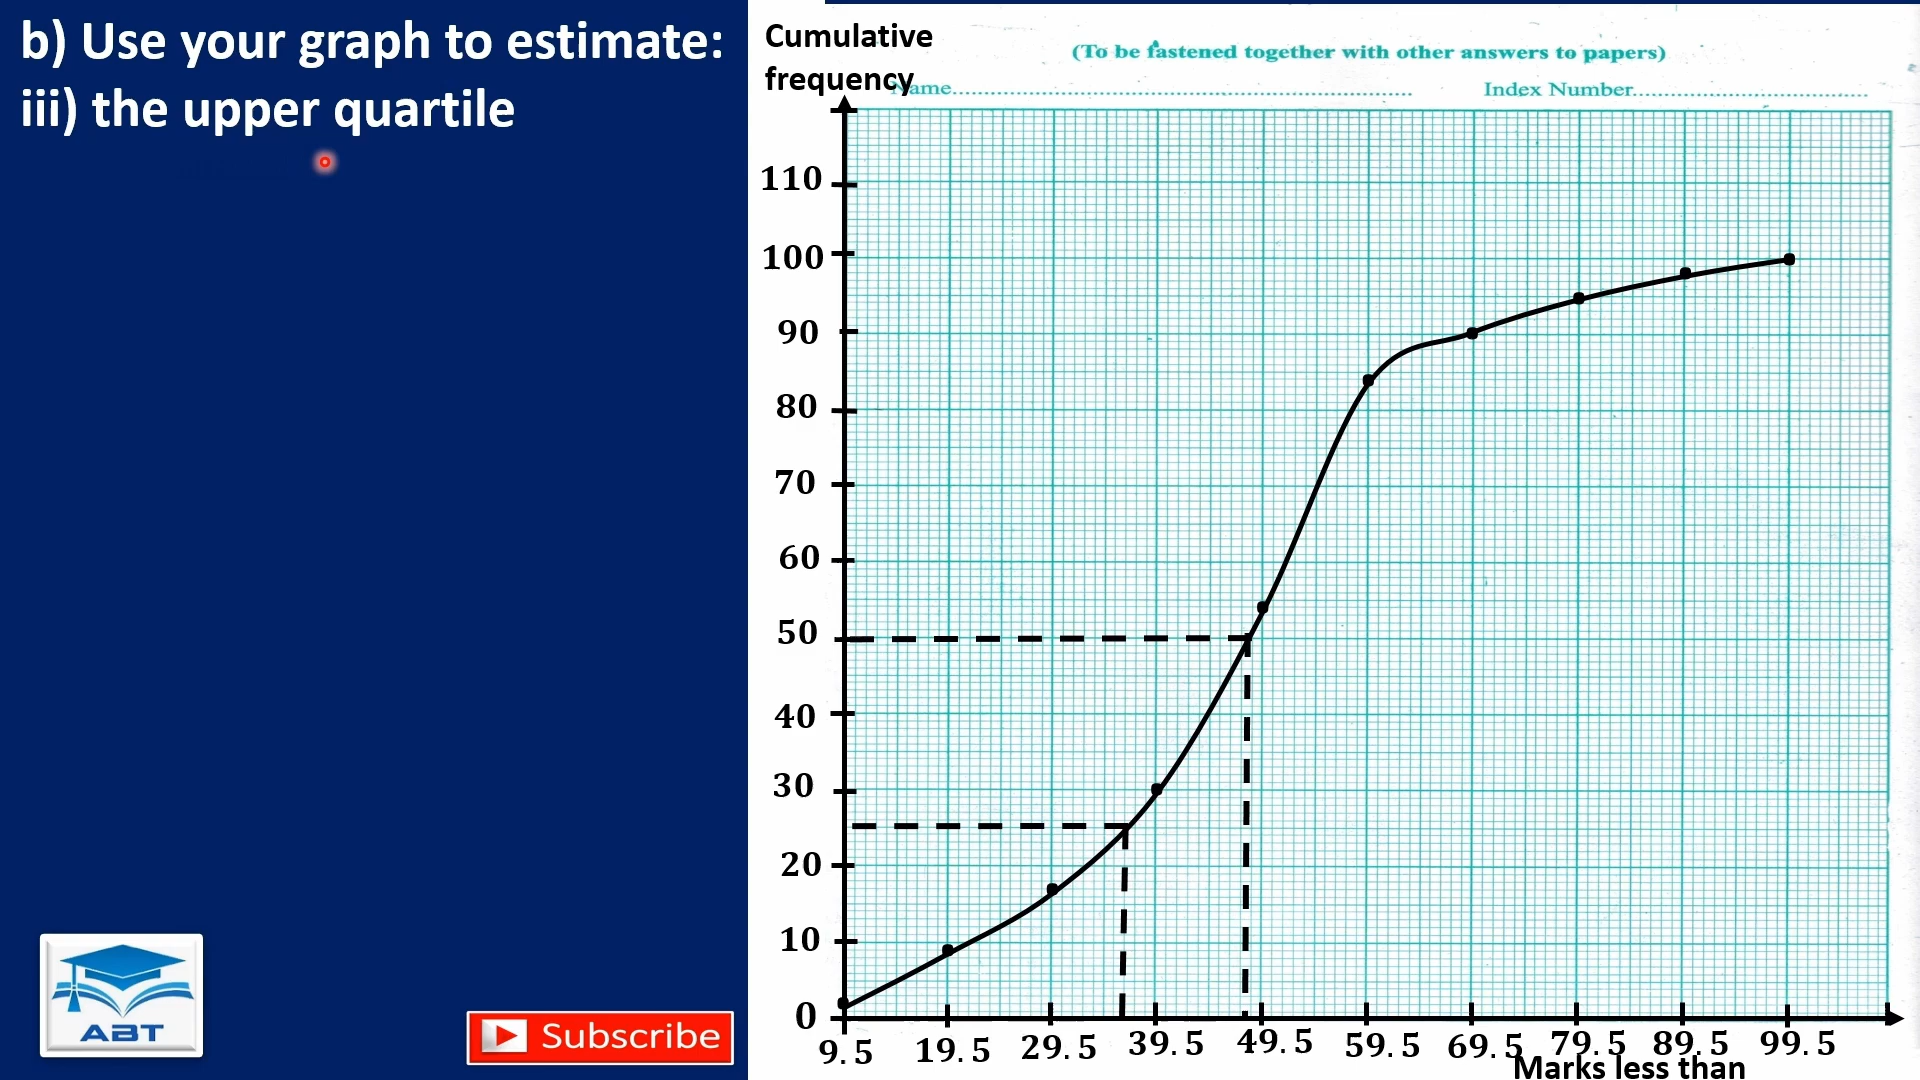 b) Use your graph to estimate:
iii) the upper quartile
Cumulative
frequency
(To be fastened together with other answers to papers)
Name
Index Number
110
100
90
80
70
60
50
40
30
20
10
0
9.5 19.5 29.5 39.5 49.5 59.5 69.5 79.5 89.5 99.5
Marks less than
ABT
Subscribe